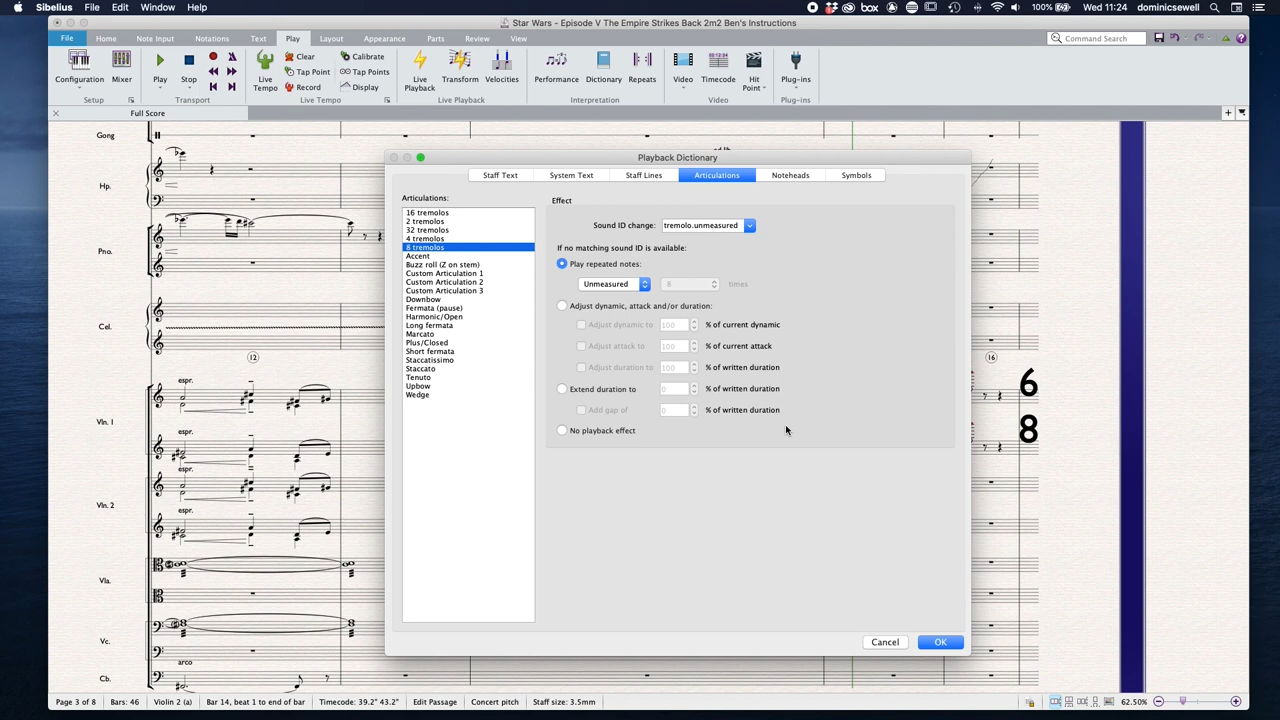 Sibelius File Edit View Window Help box 100% Wed 11:24 dominicsewell
Star Wars - Episode V The Empire Strikes Back 2m2 Ben's Instructions
File Home Note Input Notations Text Play Layout Appearance Parts Review View Command Search
Clear Calibrate
Tap Point Tap Points
Record Display
Configuration Mixer Play Stop Live Tempo Live Playback Transform Velocities Performance Dictionary Repeats Video Timecode Hit Point Plug-ins
Setup Transport Live Tempo Live Playback Interpretation Video Plug-ins
Full Score
Gong
Hp.
Pno.
Cel.
12
16
espr.
Vln. 1
espr.
espr.
Vln. 2
espr.
Vla.
Vc.
arco
Cb.
6
8
Playback Dictionary
Staff Text System Text Staff Lines Articulations Noteheads Symbols
Articulations:
16 tremolos
2 tremolos
32 tremolos
4 tremolos
8 tremolos
Accent
Buzz roll (Z on stem)
Custom Articulation 1
Custom Articulation 2
Custom Articulation 3
Downbow
Fermata (pause)
Harmonic/Open
Long fermata
Marcato
Plus/Closed
Short fermata
Staccatissimo
Staccato
Tenuto
Upbow
Wedge
Effect
Sound ID change: tremolo.unmeasured
If no matching sound ID is available:
Play repeated notes:
Unmeasured 8 times
Adjust dynamic, attack and/or duration:
Adjust dynamic to 100 % of current dynamic
Adjust attack to 100 % of current attack
Adjust duration to 100 % of written duration
Extend duration to 0 % of written duration
Add gap of 0 % of written duration
No playback effect
Cancel OK
Page 3 of 8 Bars: 46 Violin 2 (a) Bar 14, beat 1 to end of bar Timecode: 29.2" 43.2" Edit Passage Concert pitch Staff size: 3.5mm 62.50%